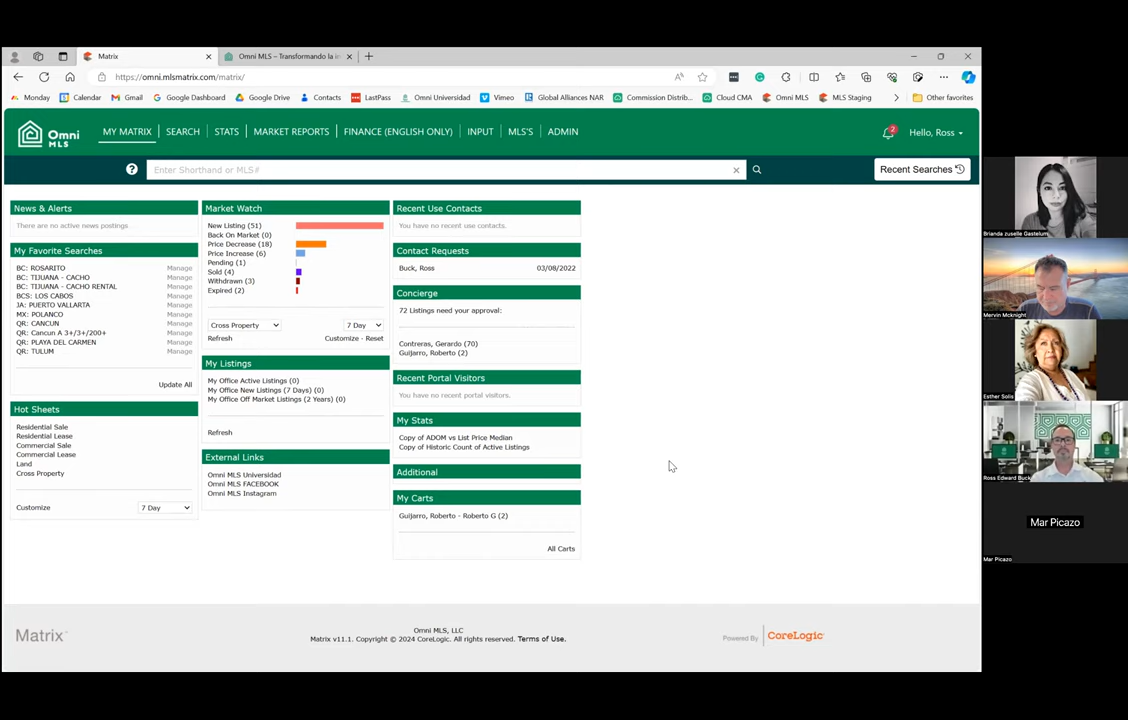 Matrix
Omni MLS – Transformando la in
https://omni.mlsmatrix.com/matrix/
Monday
Calendar
Gmail
Google Dashboard
Google Drive
Contacts
LastPass
Omni Universidad
Vimeo
Global Alliances NAR
Commission Distrib...
Cloud CMA
Omni MLS
MLS Staging
Other favorites
Omni MLS
MY MATRIX
SEARCH
STATS
MARKET REPORTS
FINANCE (ENGLISH ONLY)
INPUT
MLS'S
ADMIN
2
Hello, Ross
Enter Shorthand or MLS#
Recent Searches
News & Alerts
There are no active news postings.
My Favorite Searches
BC: ROSARITO Manage
BC: TIJUANA - CACHO Manage
BC: TIJUANA - CACHO RENTAL Manage
BCS: LOS CABOS Manage
JA: PUERTO VALLARTA Manage
MX: POLANCO Manage
QR: CANCUN Manage
QR: Cancun A 3+/3+/200+ Manage
QR: PLAYA DEL CARMEN Manage
QR: TULUM Manage
Update All
Hot Sheets
Residential Sale
Residential Lease
Commercial Sale
Commercial Lease
Land
Cross Property
Customize 7 Day
Market Watch
New Listing (51)
Back On Market (0)
Price Decrease (18)
Price Increase (6)
Pending (1)
Sold (4)
Withdrawn (3)
Expired (2)
Cross Property 7 Day
Refresh Customize - Reset
My Listings
My Office Active Listings (0)
My Office New Listings (7 Days) (0)
My Office Off Market Listings (2 Years) (0)
Refresh
External Links
Omni MLS Universidad
Omni MLS FACEBOOK
Omni MLS Instagram
Recent Use Contacts
You have no recent use contacts.
Contact Requests
Buck, Ross 03/08/2022
Concierge
72 Listings need your approval:
Contreras, Gerardo (70)
Guijarro, Roberto (2)
Recent Portal Visitors
You have no recent portal visitors.
My Stats
Copy of ADOM vs List Price Median
Copy of Historic Count of Active Listings
Additional
My Carts
Guijarro, Roberto - Roberto G (2)
All Carts
Matrix
Omni MLS, LLC
Matrix v11.1. Copyright © 2024 CoreLogic. All rights reserved. Terms of Use.
Powered By CoreLogic
Brianda zuselle Gastelum
Mervin Mcknight
Esther Solis
Ross Edward Buck
Mar Picazo
Mar Picazo